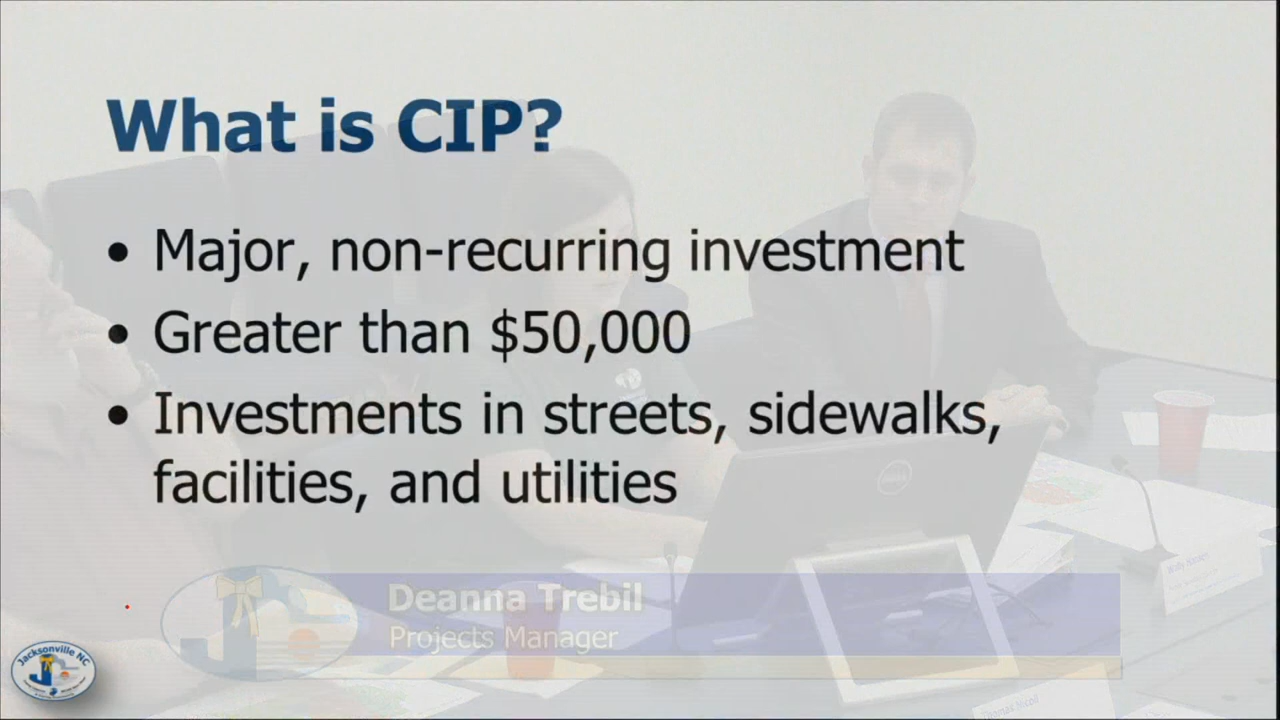 What is CIP?
• Major, non-recurring investment
• Greater than $50,000
• Investments in streets, sidewalks,
facilities, and utilities
DELL
Deanna Trebil
Projects Manager
Jacksonville NC